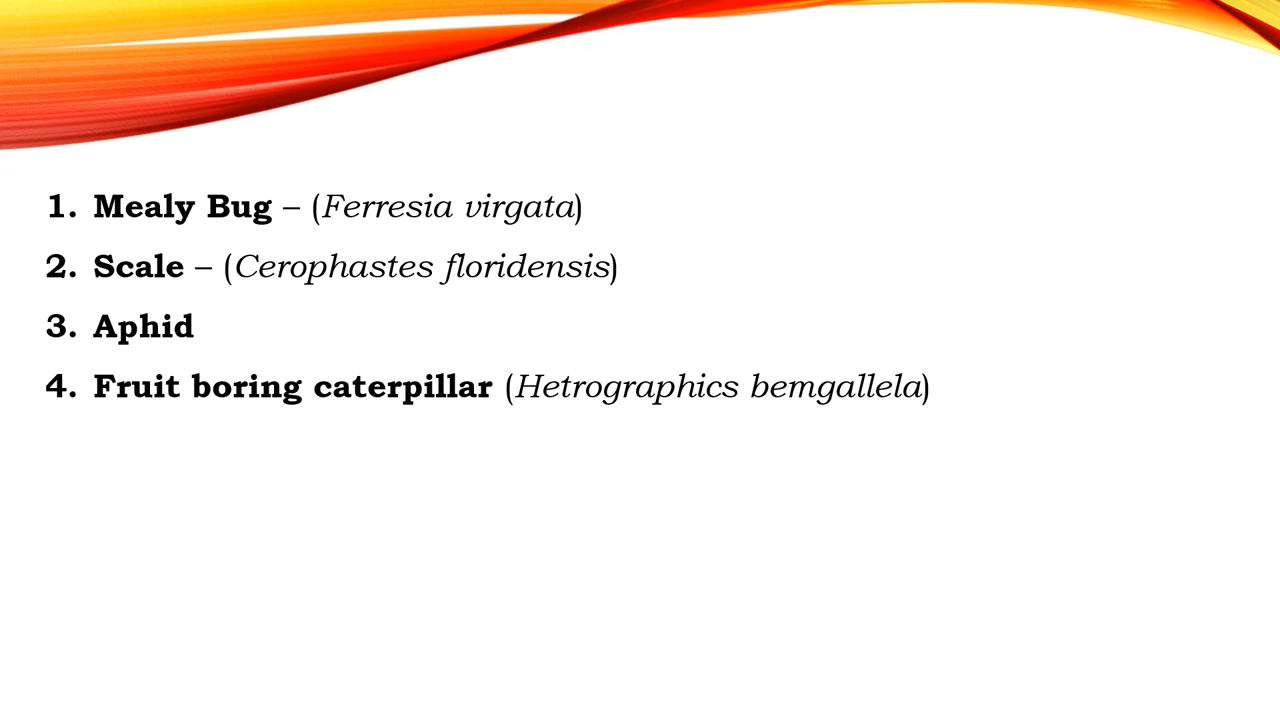 1. Mealy Bug – (Ferresia virgata)
2. Scale – (Cerophastes floridensis)
3. Aphid
4. Fruit boring caterpillar (Hetrographics bemgallela)